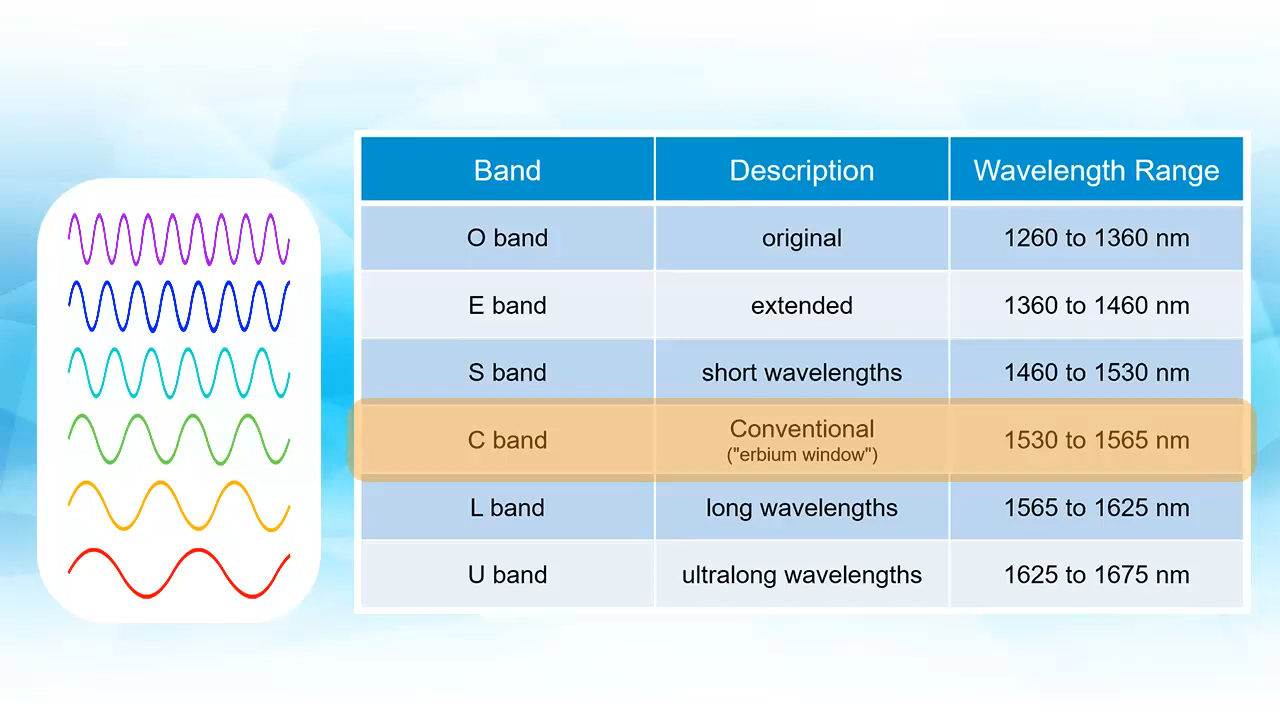 Band Description Wavelength Range
O band original 1260 to 1360 nm
E band extended 1360 to 1460 nm
S band short wavelengths 1460 to 1530 nm
C band Conventional 1530 to 1565 nm
("erbium window")
L band long wavelengths 1565 to 1625 nm
U band ultralong wavelengths 1625 to 1675 nm